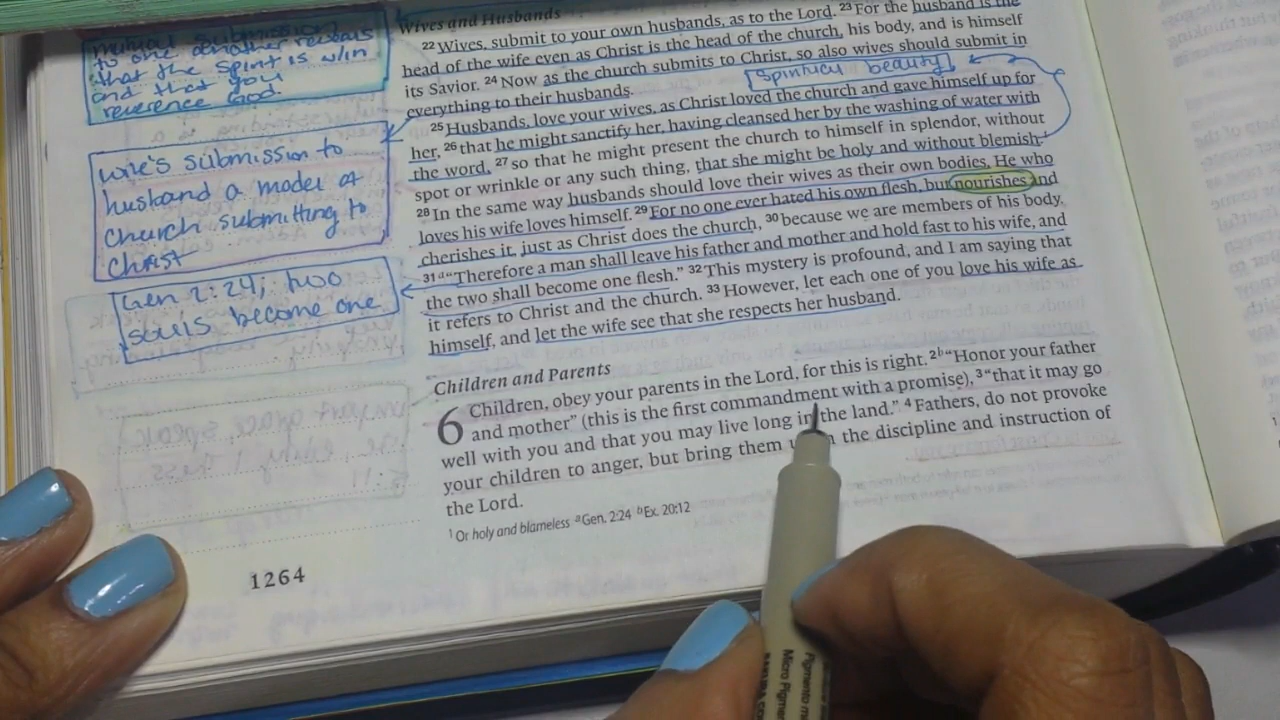 mutual submission
to one another reveals
that the Spirit is w/in
and that you
reverence God.
wife's submission to
husband a model of
church submitting to
Christ
Gen 2:24; two
souls become one
Wives and Husbands
22 Wives, submit to your own husbands, as to the Lord. 23 For the husband is the
head of the wife even as Christ is the head of the church, his body, and is himself
its Savior. 24 Now as the church submits to Christ, so also wives should submit in
everything to their husbands.
spiritual beauty
25 Husbands, love your wives, as Christ loved the church and gave himself up for
her, 26 that he might sanctify her, having cleansed her by the washing of water with
the word, 27 so that he might present the church to himself in splendor, without
spot or wrinkle or any such thing, that she might be holy and without blemish.1
28 In the same way husbands should love their wives as their own bodies. He who
loves his wife loves himself. 29 For no one ever hated his own flesh, but nourishes and
cherishes it, just as Christ does the church, 30 because we are members of his body.
31 a"Therefore a man shall leave his father and mother and hold fast to his wife, and
the two shall become one flesh." 32 This mystery is profound, and I am saying that
it refers to Christ and the church. 33 However, let each one of you love his wife as
himself, and let the wife see that she respects her husband.
Children and Parents
6 Children, obey your parents in the Lord, for this is right. 2 b"Honor your father
and mother" (this is the first commandment with a promise), 3 "that it may go
well with you and that you may live long in the land." 4 Fathers, do not provoke
your children to anger, but bring them the discipline and instruction of
the Lord.
1 Or holy and blameless a Gen. 2:24 b Ex. 20:12
1264
Micro Pigment